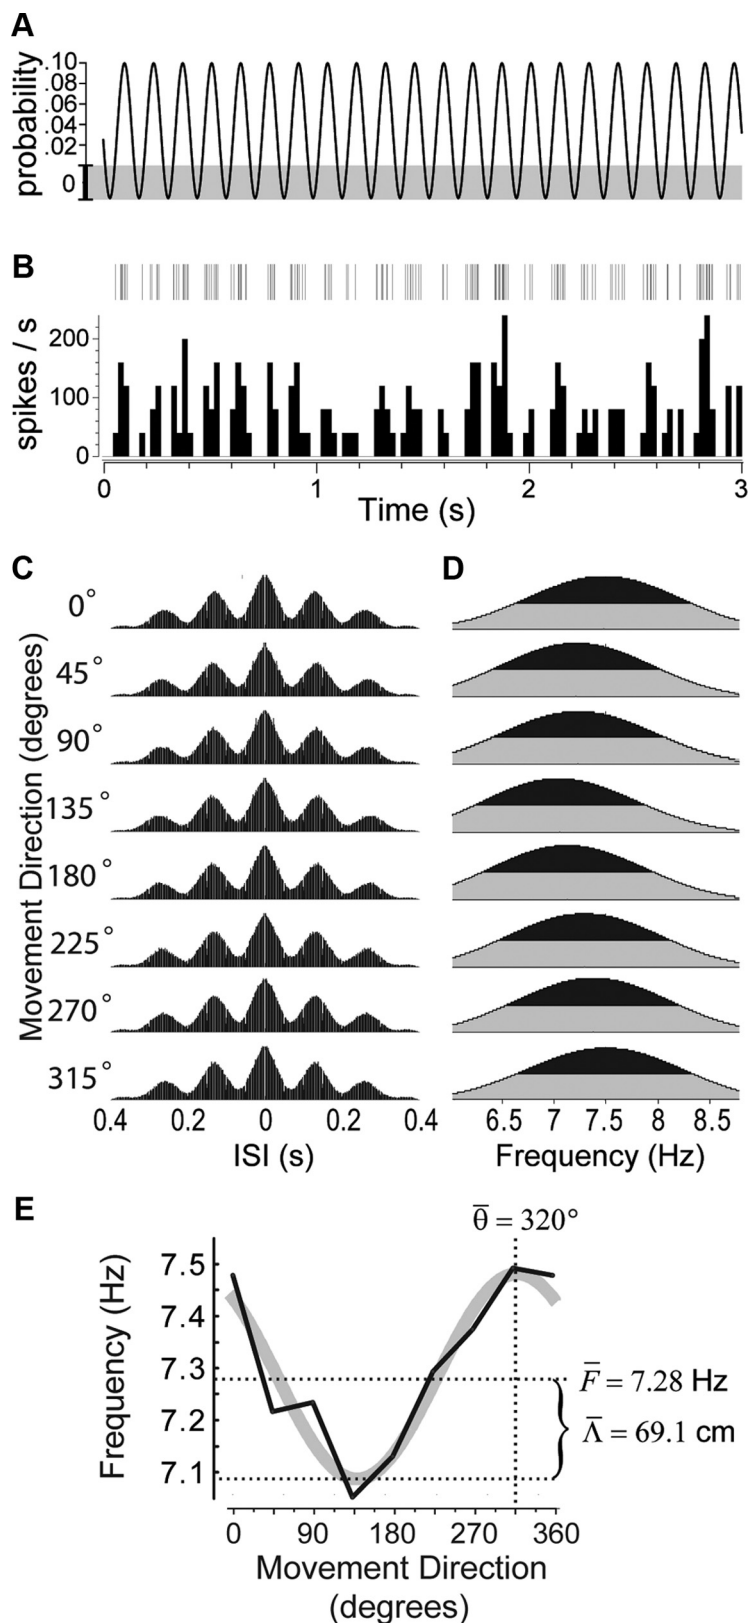 A
probability
.10
.08
.06
.04
.02
0
B
spikes / s
200
100
0
0 1 2 3
Time (s)
C D
Movement Direction (degrees)
0°
45°
90°
135°
180°
225°
270°
315°
0.4 0.2 0 0.2 0.4
ISI (s)
6.5 7 7.5 8 8.5
Frequency (Hz)
E
θ̅ = 320°
Frequency (Hz)
7.5
7.4
7.3
7.2
7.1
F̅ = 7.28 Hz
Λ̅ = 69.1 cm
0 90 180 270 360
Movement Direction
(degrees)